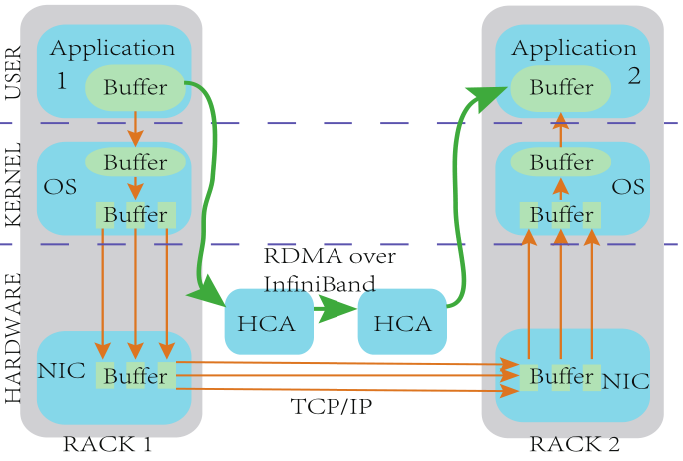 USER
KERNEL
HARDWARE
Application
1
Buffer
OS
Buffer
Buffer
NIC
Buffer
RACK 1
RDMA over
InfiniBand
HCA
HCA
TCP/IP
Application
2
Buffer
Buffer
OS
Buffer
Buffer
NIC
RACK 2